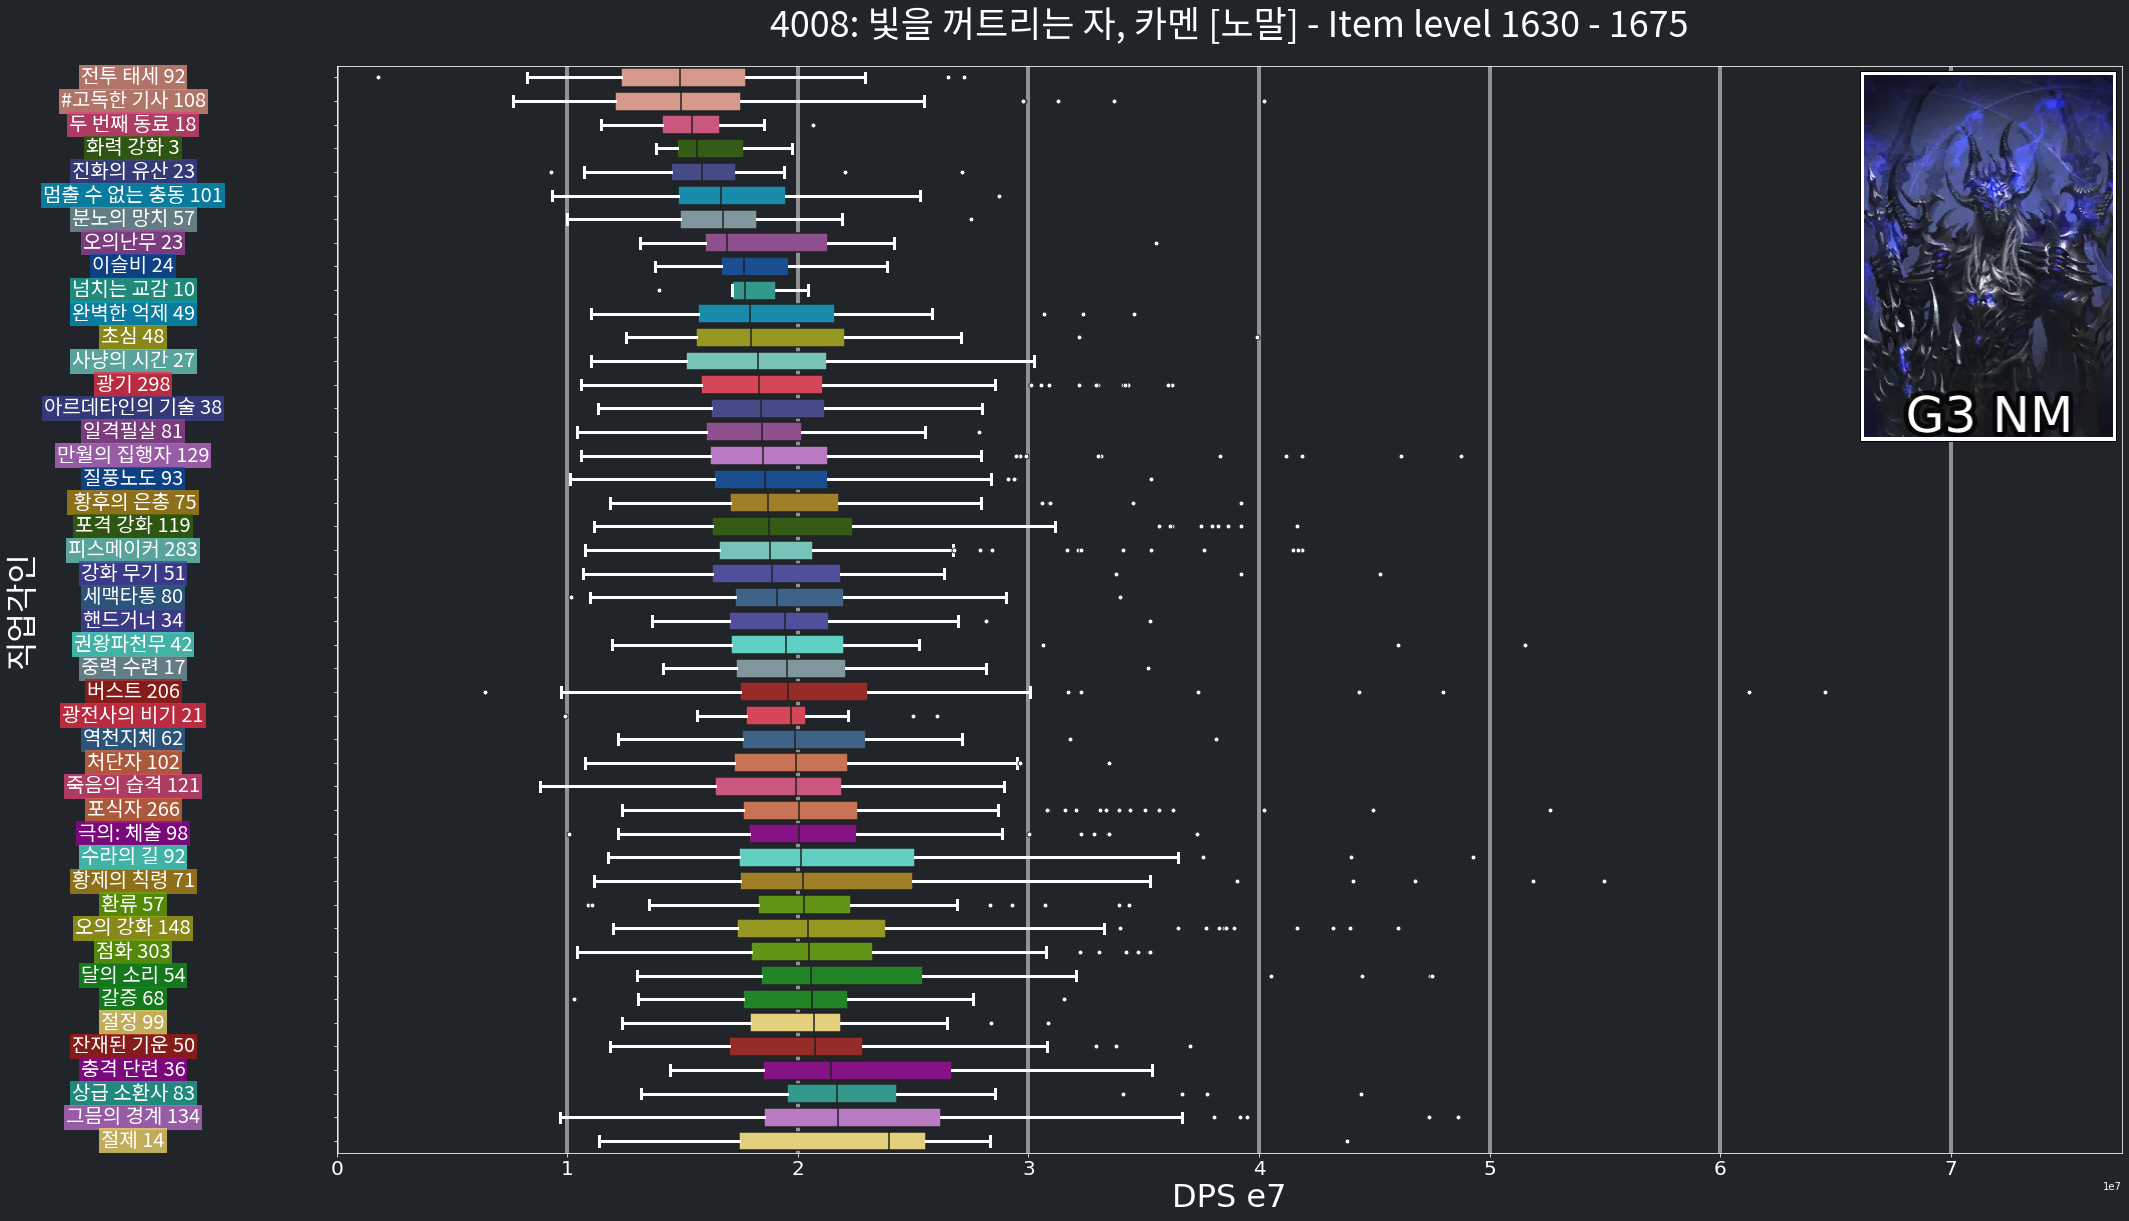 4008: 빛을 꺼트리는 자, 카멘 [노말] - Item level 1630 - 1675
전투 태세 92
#고독한 기사 108
두 번째 동료 18
화력 강화 3
진화의 유산 23
멈출 수 없는 충동 101
분노의 망치 57
오의난무 23
이슬비 24
넘치는 교감 10
완벽한 억제 49
초심 48
사냥의 시간 27
광기 298
아르데타인의 기술 38
일격필살 81
만월의 집행자 129
질풍노도 93
황후의 은총 75
포격 강화 119
피스메이커 283
강화 무기 51
세맥타통 80
핸드거너 34
권왕파천무 42
중력 수련 17
버스트 206
광전사의 비기 21
역천지체 62
처단자 102
죽음의 습격 121
포식자 266
극의: 체술 98
수라의 길 92
황제의 칙령 71
환류 57
오의 강화 148
점화 303
달의 소리 54
갈증 68
절정 99
잔재된 기운 50
충격 단련 36
상급 소환사 83
그믐의 경계 134
절제 14
직업각인
G3 NM
0 1 2 3 4 5 6 7
1e7
DPS e7